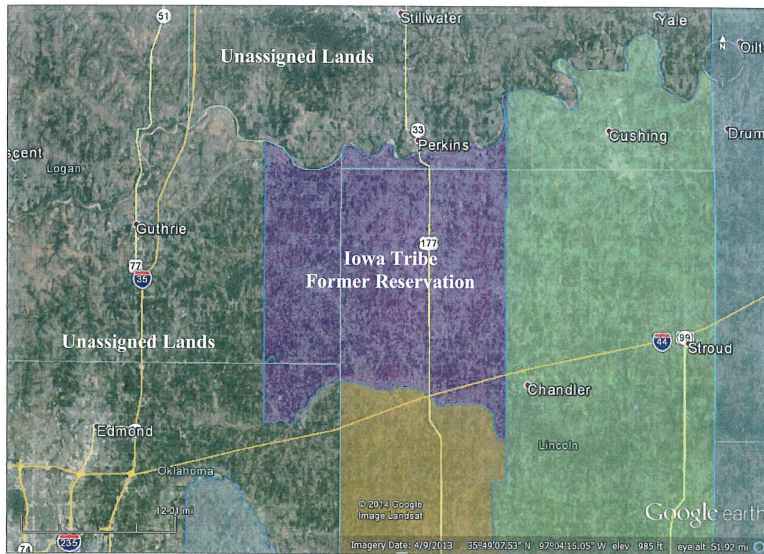 51
Stillwater
Yale
Unassigned Lands
N
Oilt
33
Perkins
Cushing
Drum
scent
Logan
Guthrie
177
77
35
Iowa Tribe
Former Reservation
Unassigned Lands
44
99
Stroud
Chandler
Edmond
Lincoln
Oklahoma
12.01 mi
© 2014 Google
Image Landsat
Google earth
235
74
Imagery Date: 4/9/2013 35°49'07.53" N 97°04'15.05" W elev 985 ft eye alt 51.92 mi